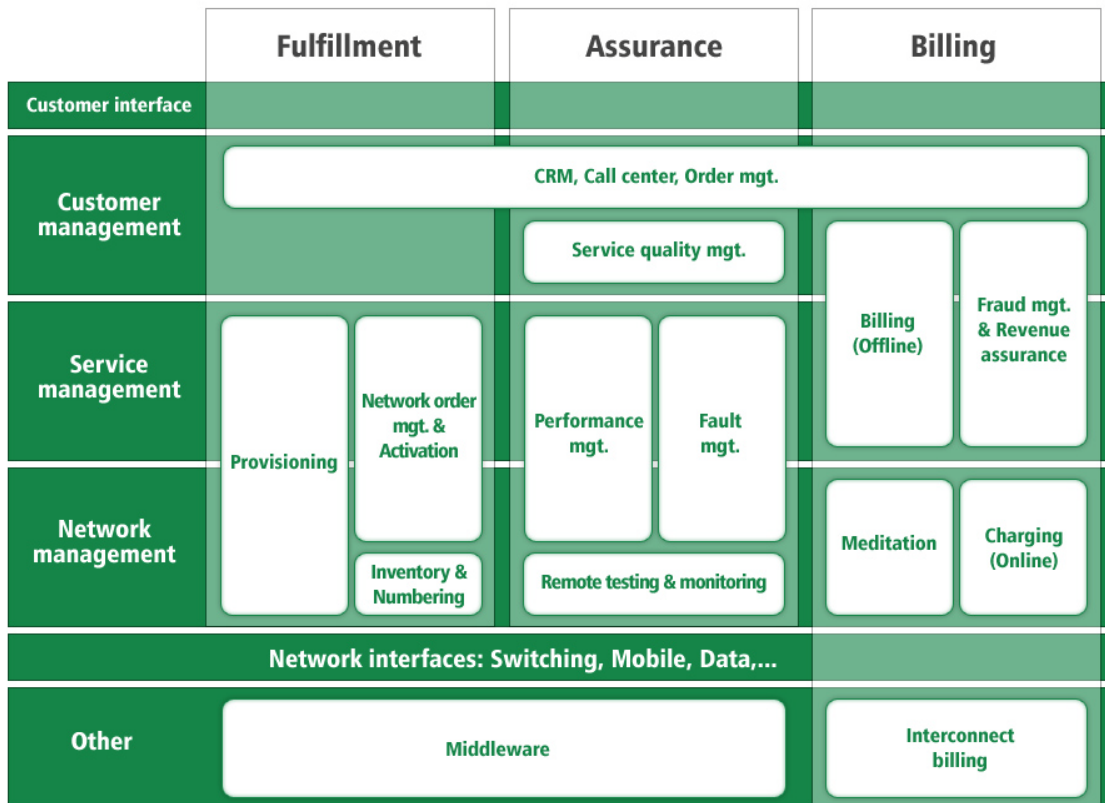 Fulfillment
Assurance
Billing
Customer interface
Customer
management
CRM, Call center, Order mgt.
Service quality mgt.
Billing
(Offline)
Fraud mgt.
& Revenue
assurance
Service
management
Provisioning
Network order
mgt. &
Activation
Performance
mgt.
Fault
mgt.
Network
management
Inventory &
Numbering
Remote testing & monitoring
Meditation
Charging
(Online)
Network interfaces: Switching, Mobile, Data,...
Other
Middleware
Interconnect
billing